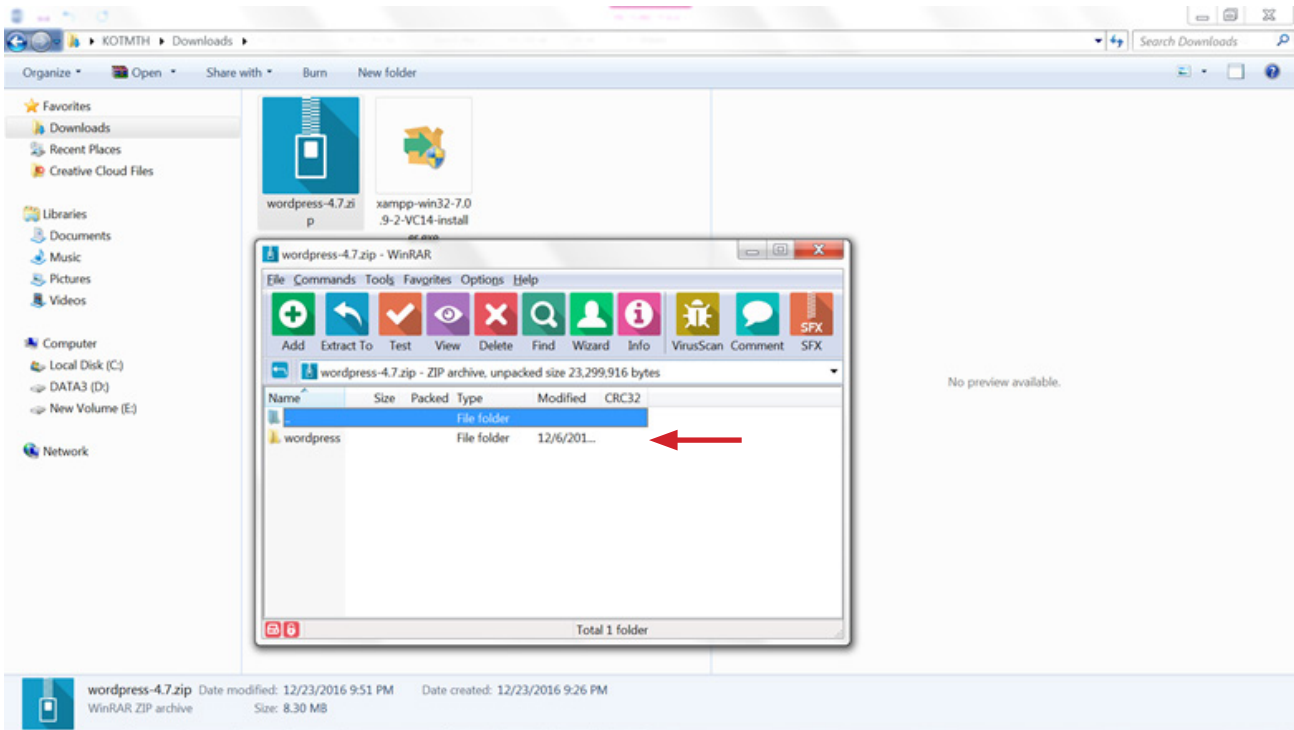 KOTMTH Downloads
Search Downloads
Organize Open Share with Burn New folder
Favorites
Downloads
Recent Places
Creative Cloud Files
Libraries
Documents
Music
Pictures
Videos
Computer
Local Disk (C:)
DATA3 (D:)
New Volume (E:)
Network
wordpress-4.7.zi
p
xampp-win32-7.0
.9-2-VC14-install
er.exe
wordpress-4.7.zip - WinRAR
File Commands Tools Favorites Options Help
SFX
Add Extract To Test View Delete Find Wizard Info VirusScan Comment SFX
wordpress-4.7.zip - ZIP archive, unpacked size 23,299,916 bytes
Name Size Packed Type Modified CRC32
.. File folder
wordpress File folder 12/6/201...
Total 1 folder
No preview available.
wordpress-4.7.zip Date modified: 12/23/2016 9:51 PM Date created: 12/23/2016 9:26 PM
WinRAR ZIP archive Size: 8.30 MB